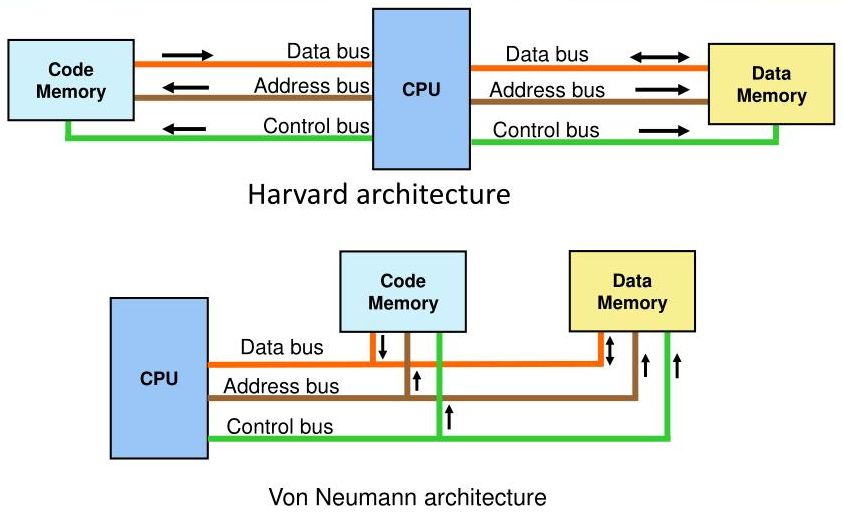 Code
Memory
Data bus
Address bus
Control bus
CPU
Data bus
Address bus
Control bus
Data
Memory
Harvard architecture
Code
Memory
Data
Memory
CPU
Data bus
Address bus
Control bus
Von Neumann architecture